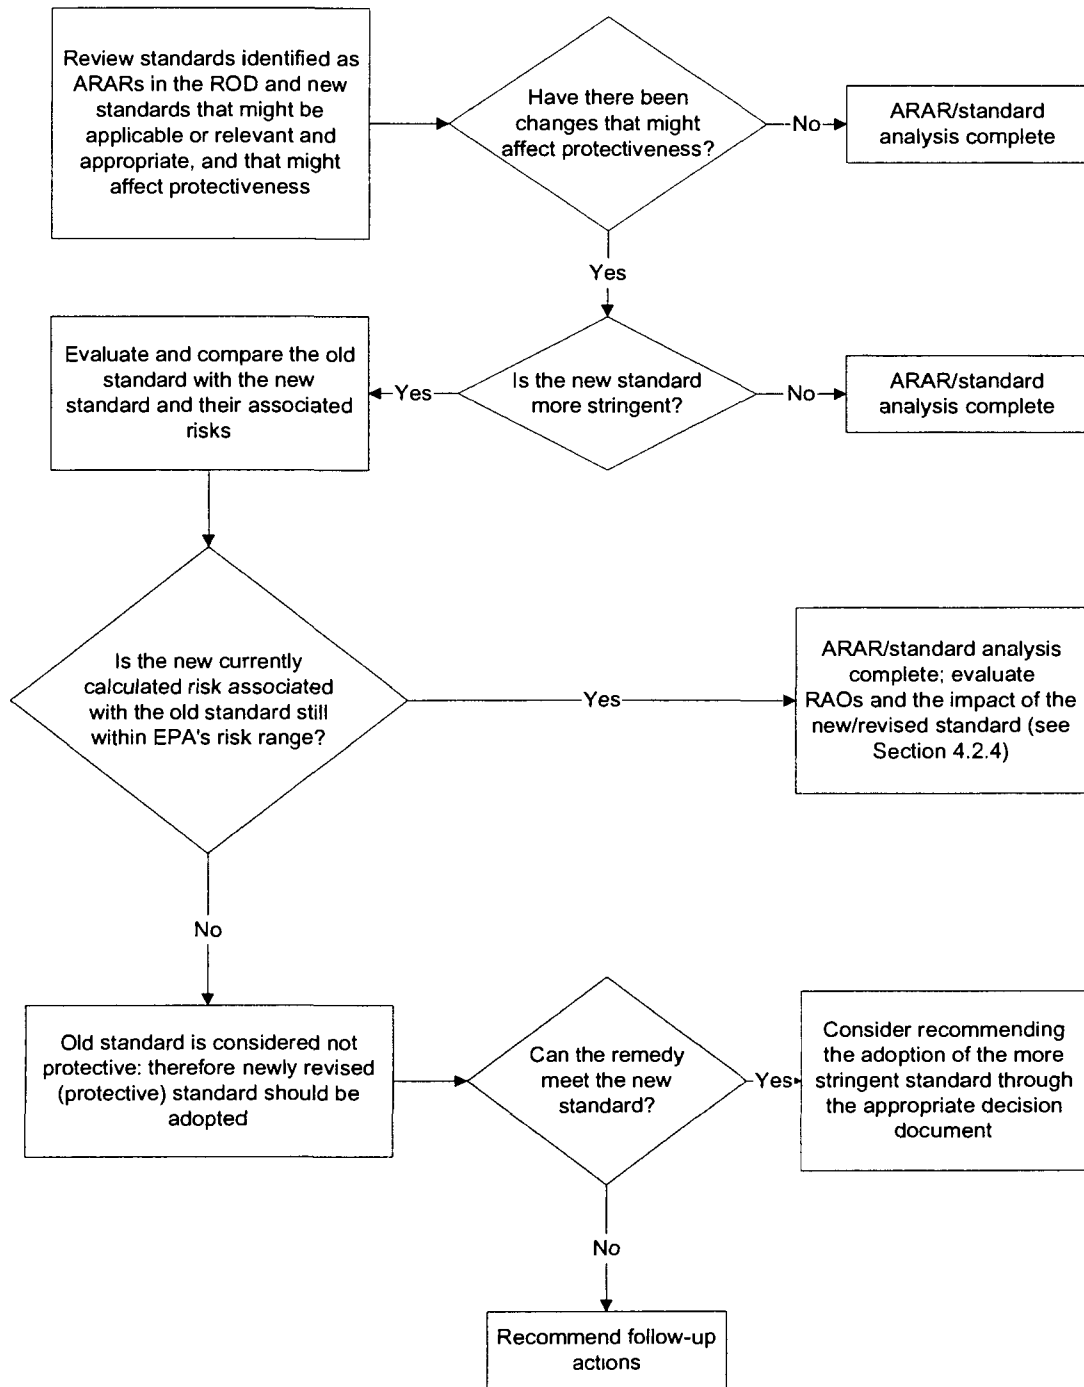 Review standards identified as
ARARs in the ROD and new
standards that might be
applicable or relevant and
appropriate, and that might
affect protectiveness
Have there been
changes that might
affect protectiveness?
No
ARAR/standard
analysis complete
Yes
Evaluate and compare the old
standard with the new
standard and their associated
risks
Yes
Is the new standard
more stringent?
No
ARAR/standard
analysis complete
Is the new currently
calculated risk associated
with the old standard still
within EPA's risk range?
Yes
ARAR/standard analysis
complete; evaluate
RAOs and the impact of the
new/revised standard (see
Section 4.2.4)
No
Old standard is considered not
protective: therefore newly revised
(protective) standard should be
adopted
Can the remedy
meet the new
standard?
Yes
Consider recommending
the adoption of the more
stringent standard through
the appropriate decision
document
No
Recommend follow-up
actions